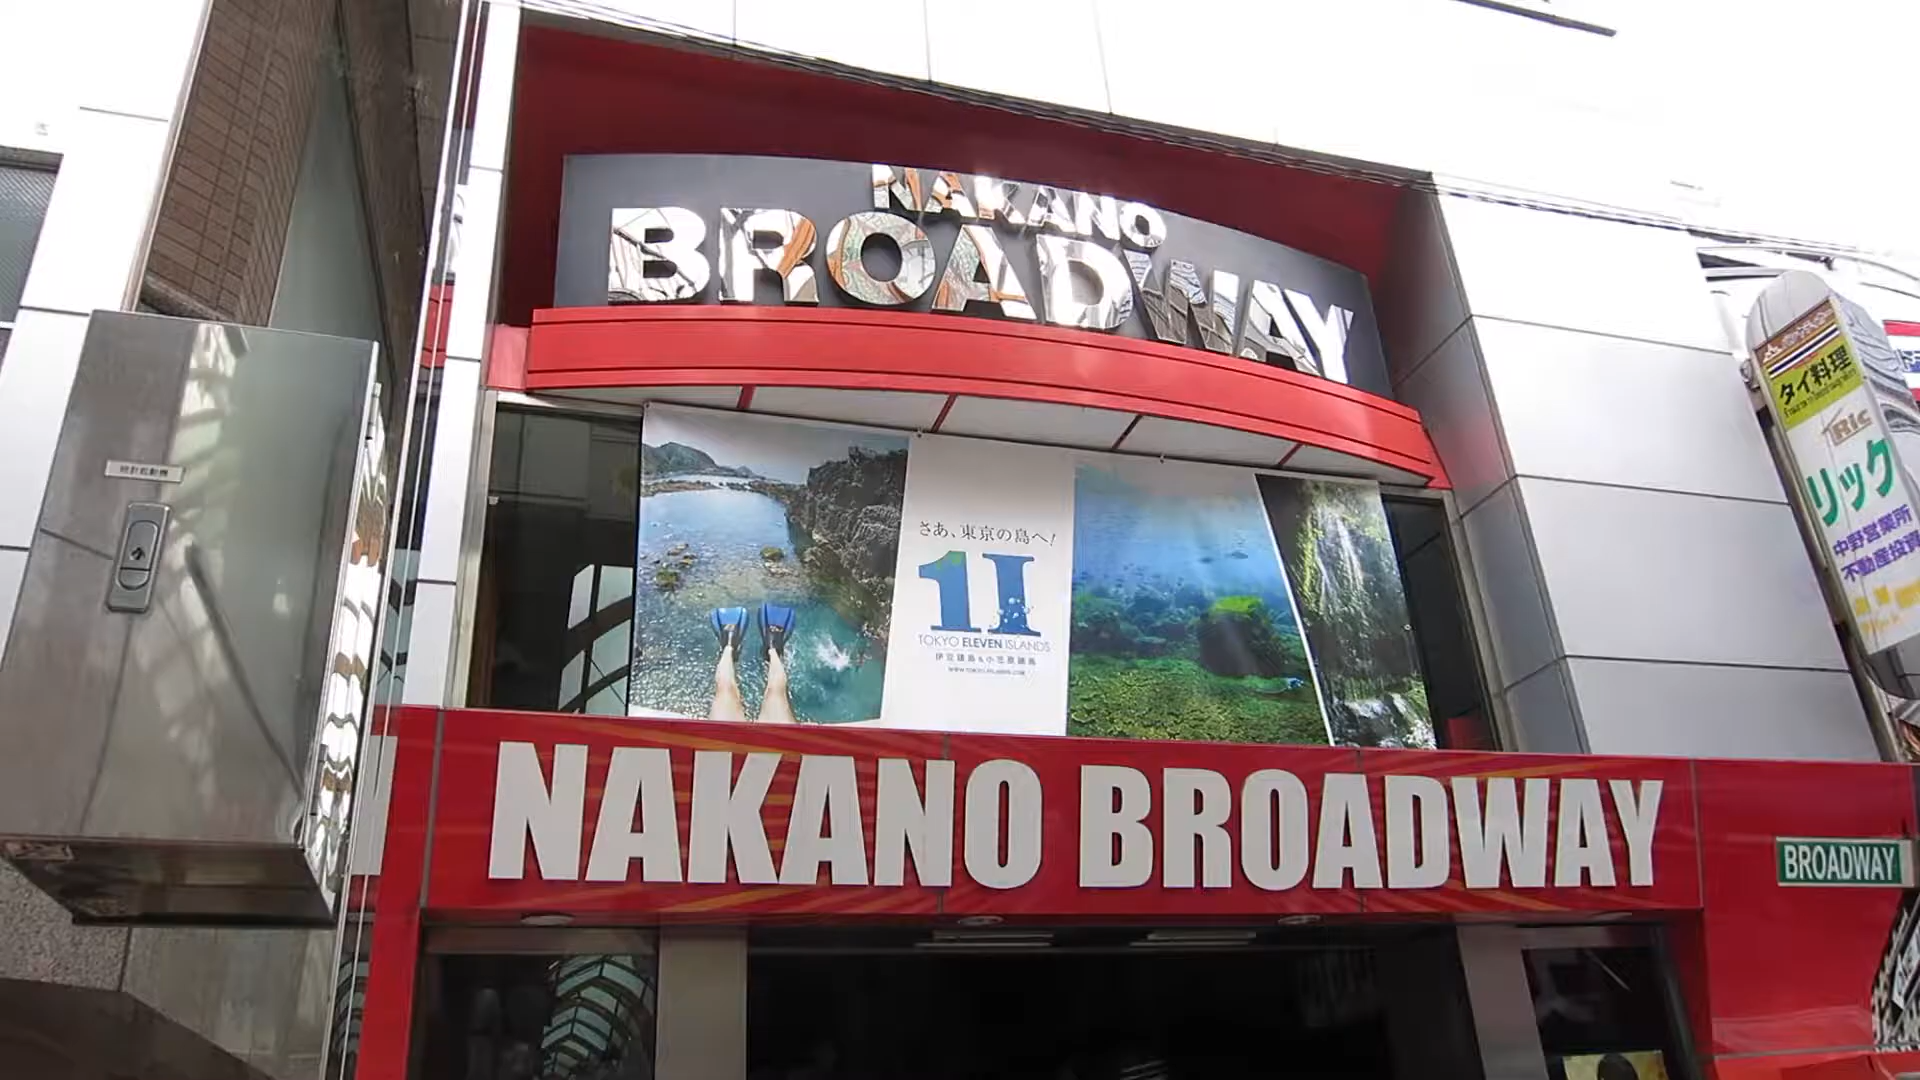 NAKANO
BROADWAY
さあ、東京の島へ!
11
TOKYO ELEVEN ISLANDS
伊豆諸島&小笠原諸島
NAKANO BROADWAY
BROADWAY
タイ料理
Ric
リック
中野営業所
不動産投資